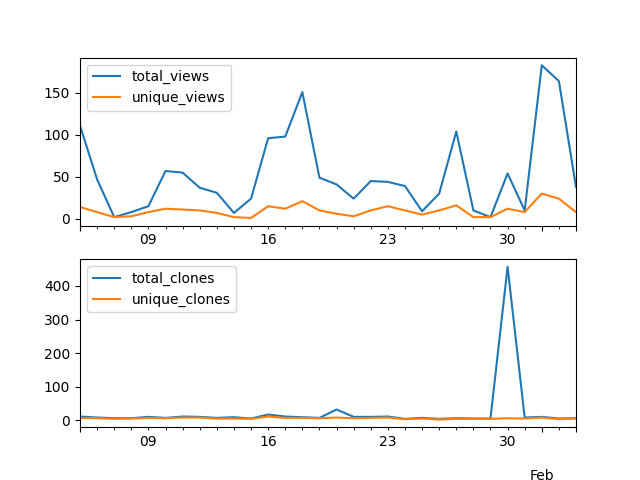 total_views
unique_views
150
100
50
0
09 16 23 30
total_clones
unique_clones
400
300
200
100
0
09 16 23 30
Feb